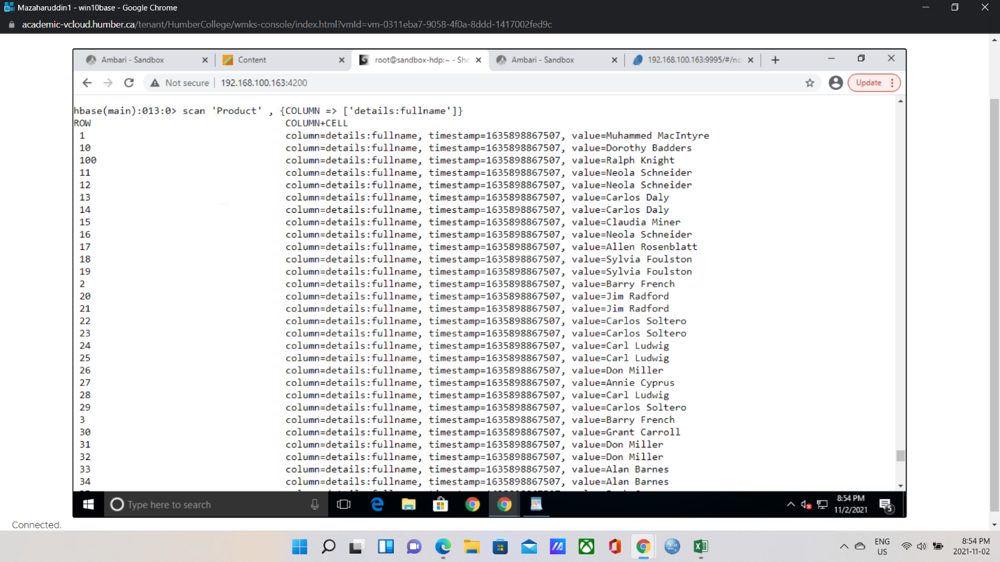 Mazaharuddin1 - win10base - Google Chrome
academic-vcloud.humber.ca/tenant/HumberCollege/wmks-console/index.html?vmId=vm-0311eba7-9058-4f0a-8ddd-1417002fed9c
Ambari - Sandbox
Content
root@sandbox-hdp:~ - She
Ambari - Sandbox
192.168.100.163:9995/#/no
Not secure
192.168.100.163:4200
Update
hbase(main):013:0> scan 'Product' , {COLUMN => ['details:fullname']}
ROW COLUMN+CELL
1 column=details:fullname, timestamp=1635898867507, value=Muhammed MacIntyre
10 column=details:fullname, timestamp=1635898867507, value=Dorothy Badders
100 column=details:fullname, timestamp=1635898867507, value=Ralph Knight
11 column=details:fullname, timestamp=1635898867507, value=Neola Schneider
12 column=details:fullname, timestamp=1635898867507, value=Neola Schneider
13 column=details:fullname, timestamp=1635898867507, value=Carlos Daly
14 column=details:fullname, timestamp=1635898867507, value=Carlos Daly
15 column=details:fullname, timestamp=1635898867507, value=Claudia Miner
16 column=details:fullname, timestamp=1635898867507, value=Neola Schneider
17 column=details:fullname, timestamp=1635898867507, value=Allen Rosenblatt
18 column=details:fullname, timestamp=1635898867507, value=Sylvia Foulston
19 column=details:fullname, timestamp=1635898867507, value=Sylvia Foulston
2 column=details:fullname, timestamp=1635898867507, value=Barry French
20 column=details:fullname, timestamp=1635898867507, value=Jim Radford
21 column=details:fullname, timestamp=1635898867507, value=Jim Radford
22 column=details:fullname, timestamp=1635898867507, value=Carlos Soltero
23 column=details:fullname, timestamp=1635898867507, value=Carlos Soltero
24 column=details:fullname, timestamp=1635898867507, value=Carl Ludwig
25 column=details:fullname, timestamp=1635898867507, value=Carl Ludwig
26 column=details:fullname, timestamp=1635898867507, value=Don Miller
27 column=details:fullname, timestamp=1635898867507, value=Annie Cyprus
28 column=details:fullname, timestamp=1635898867507, value=Carl Ludwig
29 column=details:fullname, timestamp=1635898867507, value=Carlos Soltero
3 column=details:fullname, timestamp=1635898867507, value=Barry French
30 column=details:fullname, timestamp=1635898867507, value=Grant Carroll
31 column=details:fullname, timestamp=1635898867507, value=Don Miller
32 column=details:fullname, timestamp=1635898867507, value=Don Miller
33 column=details:fullname, timestamp=1635898867507, value=Alan Barnes
34 column=details:fullname, timestamp=1635898867507, value=Alan Barnes
Type here to search
8:54 PM
11/2/2021
5
Connected.
ENG
US
8:54 PM
2021-11-02